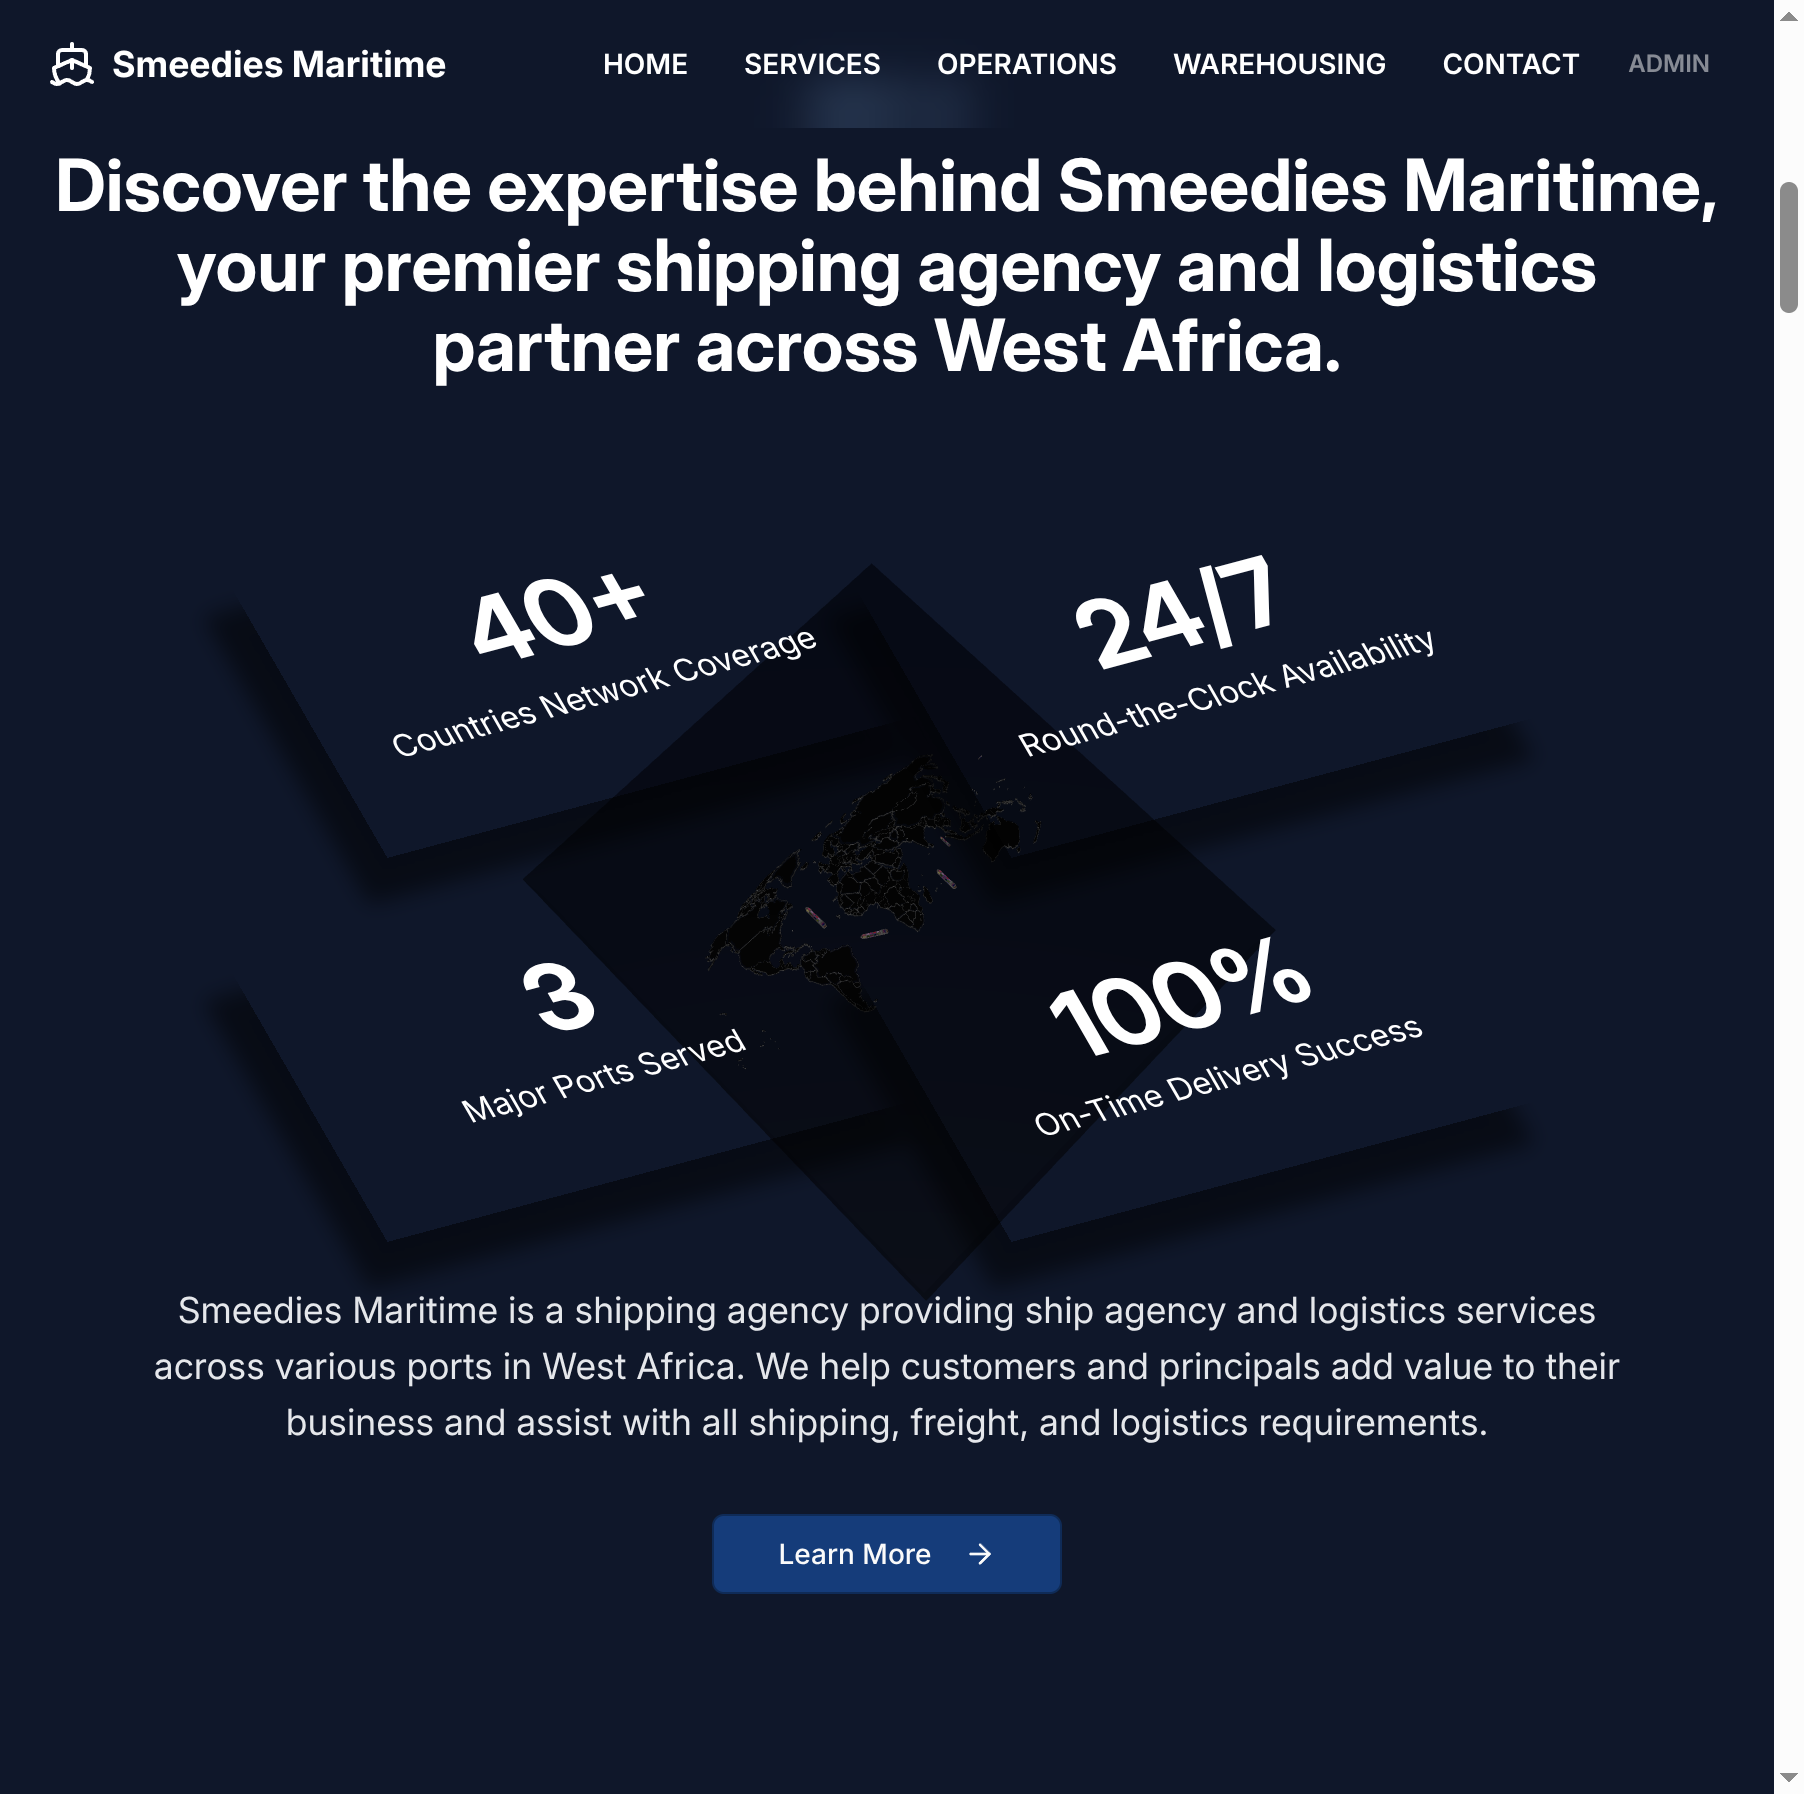 Smeedies Maritime
HOME
SERVICES
OPERATIONS
WAREHOUSING
CONTACT
ADMIN
Discover the expertise behind Smeedies Maritime,
your premier shipping agency and logistics
partner across West Africa.
40+
Countries Network Coverage
24/7
Round-the-Clock Availability
3
Major Ports Served
100%
On-Time Delivery Success
Smeedies Maritime is a shipping agency providing ship agency and logistics services
across various ports in West Africa. We help customers and principals add value to their
business and assist with all shipping, freight, and logistics requirements.
Learn More